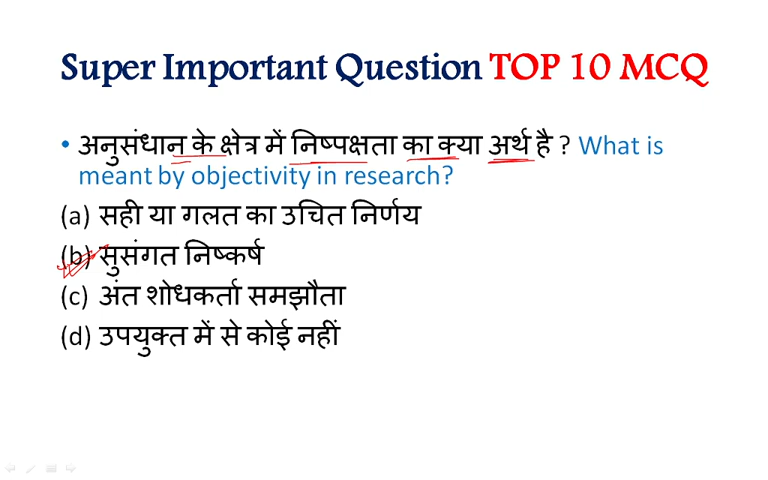 Super Important Question TOP 10 MCQ
• अनुसंधान के क्षेत्र में निष्पक्षता का क्या अर्थ है ? What is
meant by objectivity in research?
(a) सही या गलत का उचित निर्णय
(b) सुसंगत निष्कर्ष
(c) अंत शोधकर्ता समझौता
(d) उपयुक्त में से कोई नहीं